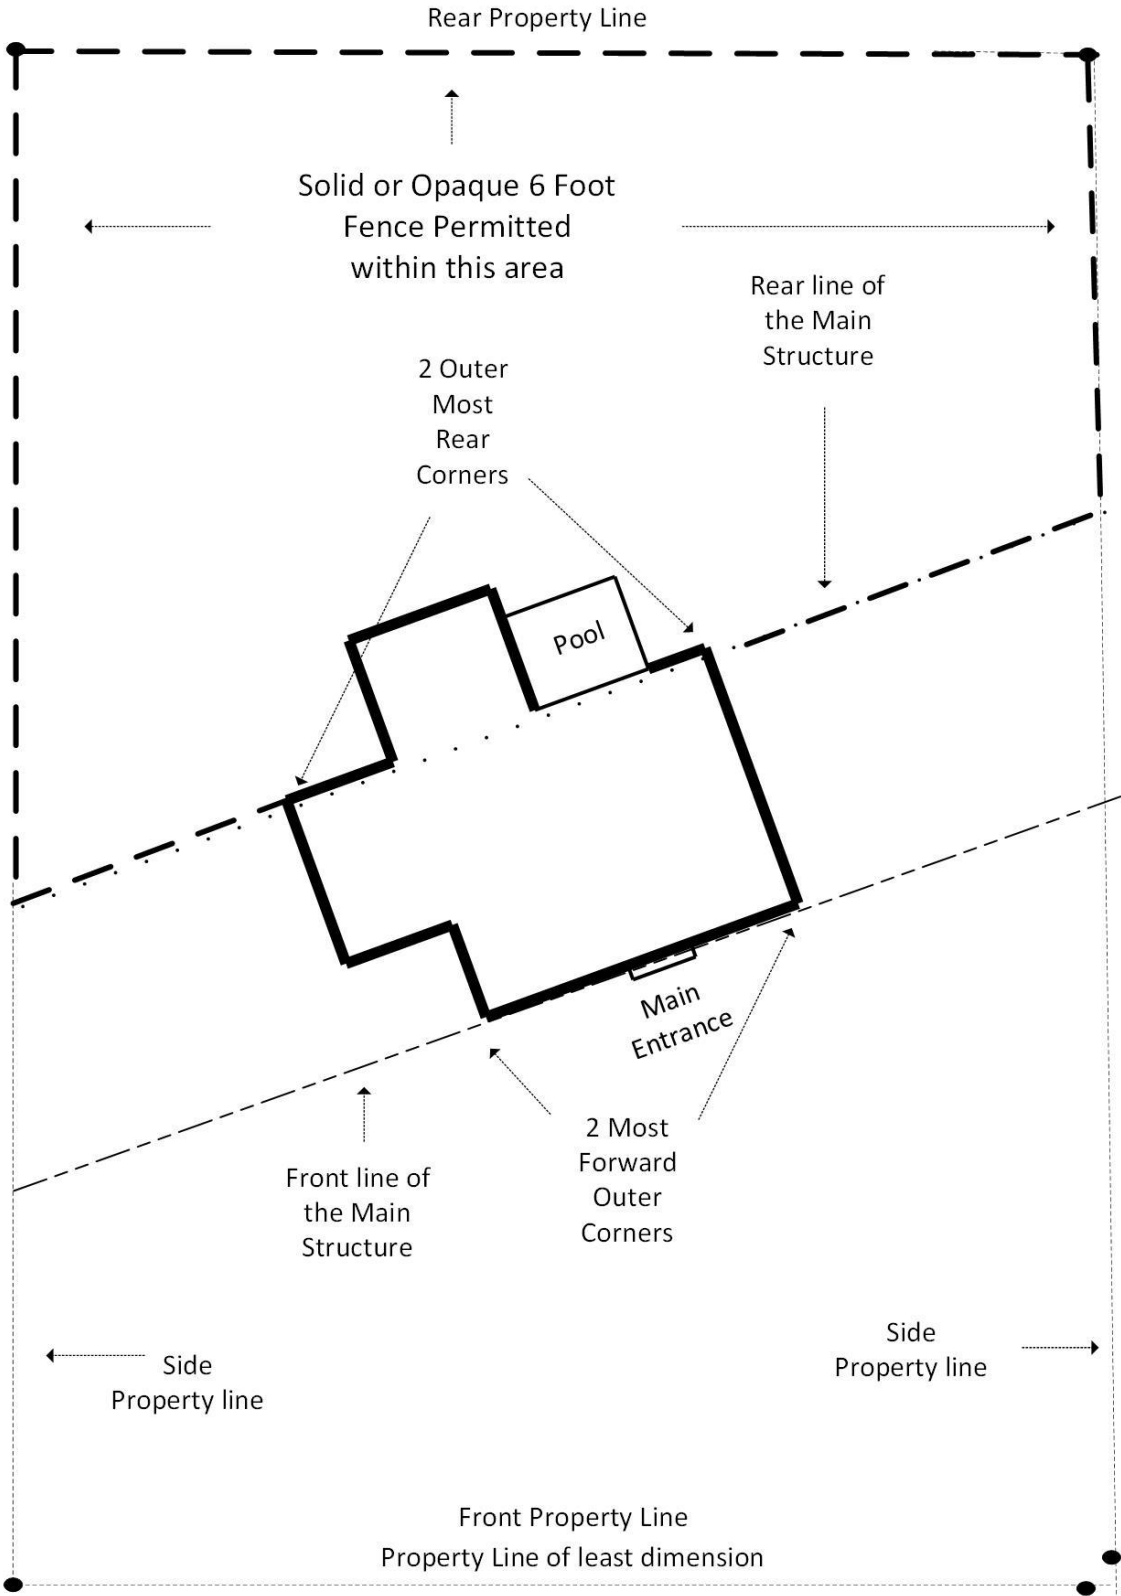 Rear Property Line
Solid or Opaque 6 Foot
Fence Permitted
within this area
Rear line of
the Main
Structure
2 Outer
Most
Rear
Corners
Pool
Main
Entrance
2 Most
Forward
Outer
Corners
Front line of
the Main
Structure
Side
Property line
Side
Property line
Front Property Line
Property Line of least dimension